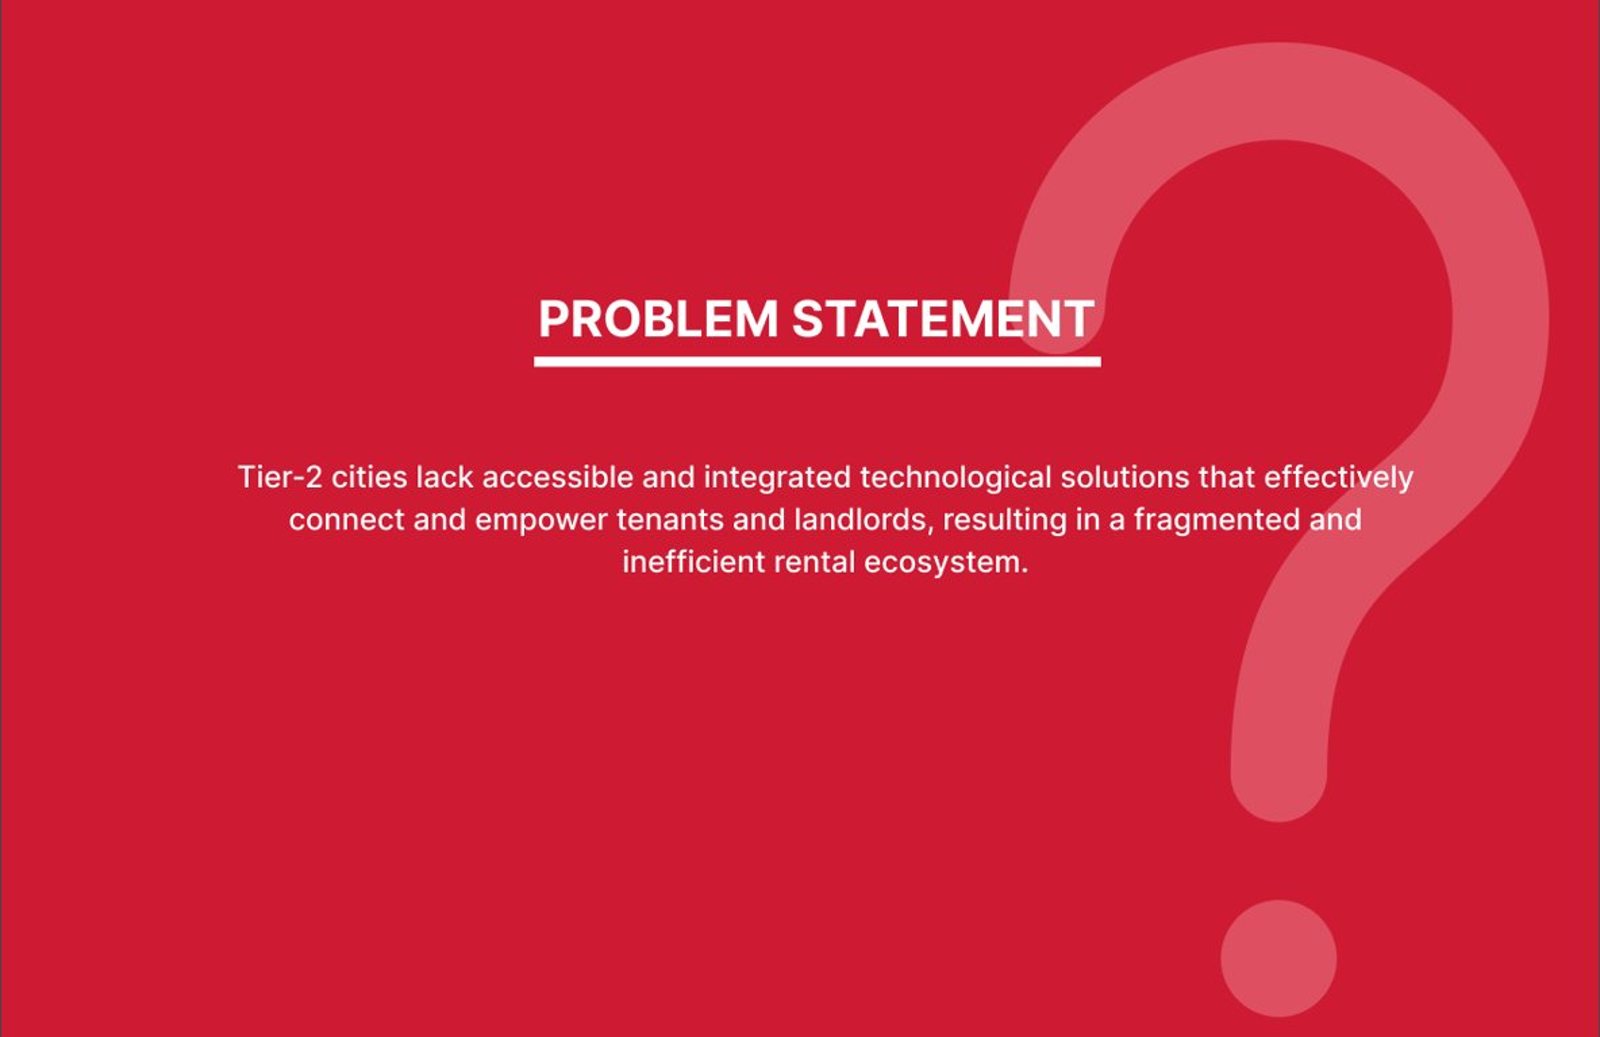 PROBLEM STATEMENT
Tier-2 cities lack accessible and integrated technological solutions that effectively
connect and empower tenants and landlords, resulting in a fragmented and
inefficient rental ecosystem.